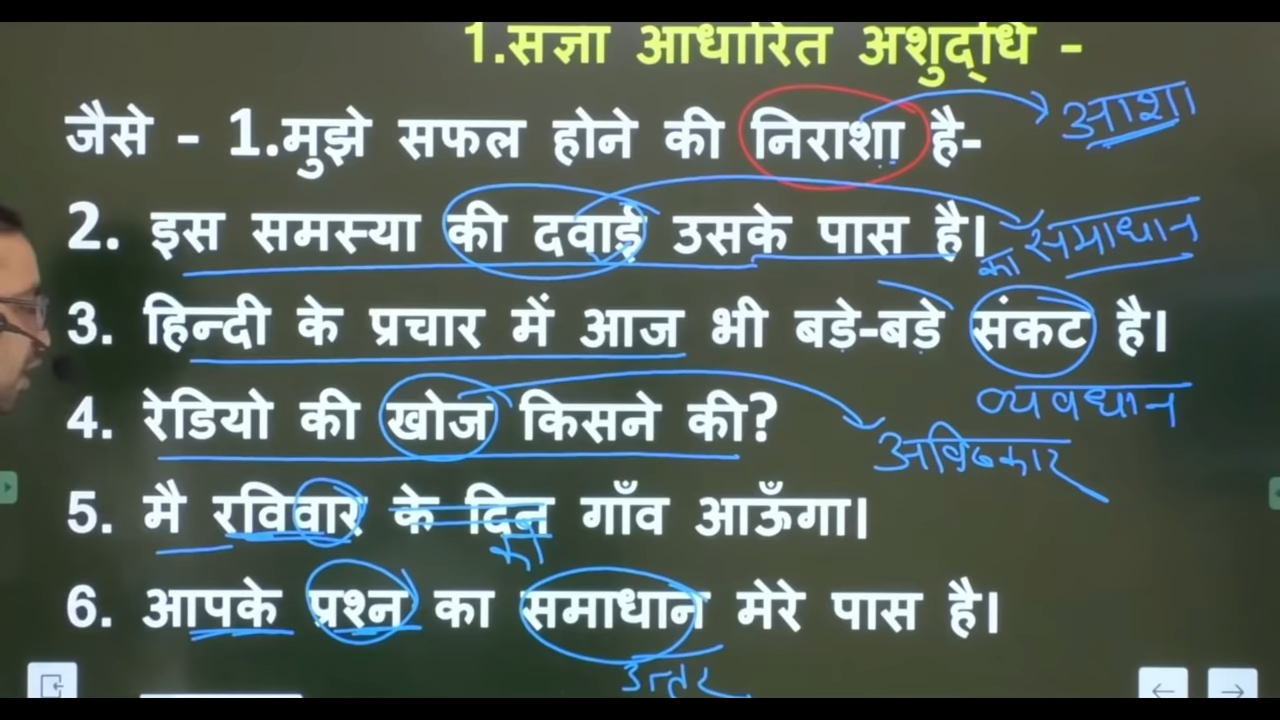 1.सज्ञा आधारित अशुद्धि -
जैसे - 1.मुझे सफल होने की निराशा है- आशा
2. इस समस्या की दवाई उसके पास है। का समाधान
3. हिन्दी के प्रचार में आज भी बड़े-बड़े संकट है।
व्यवधान
4. रेडियो की खोज किसने की?
अविष्कार
5. मै रविवार के दिन गाँव आऊँगा।
को
6. आपके प्रश्न का समाधान मेरे पास है।
उत्तर